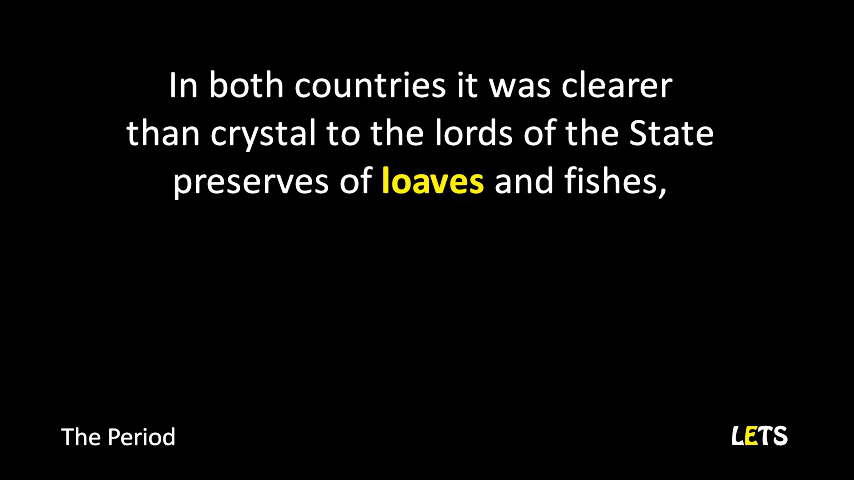 In both countries it was clearer
than crystal to the lords of the State
preserves of loaves and fishes,
The Period
LETS